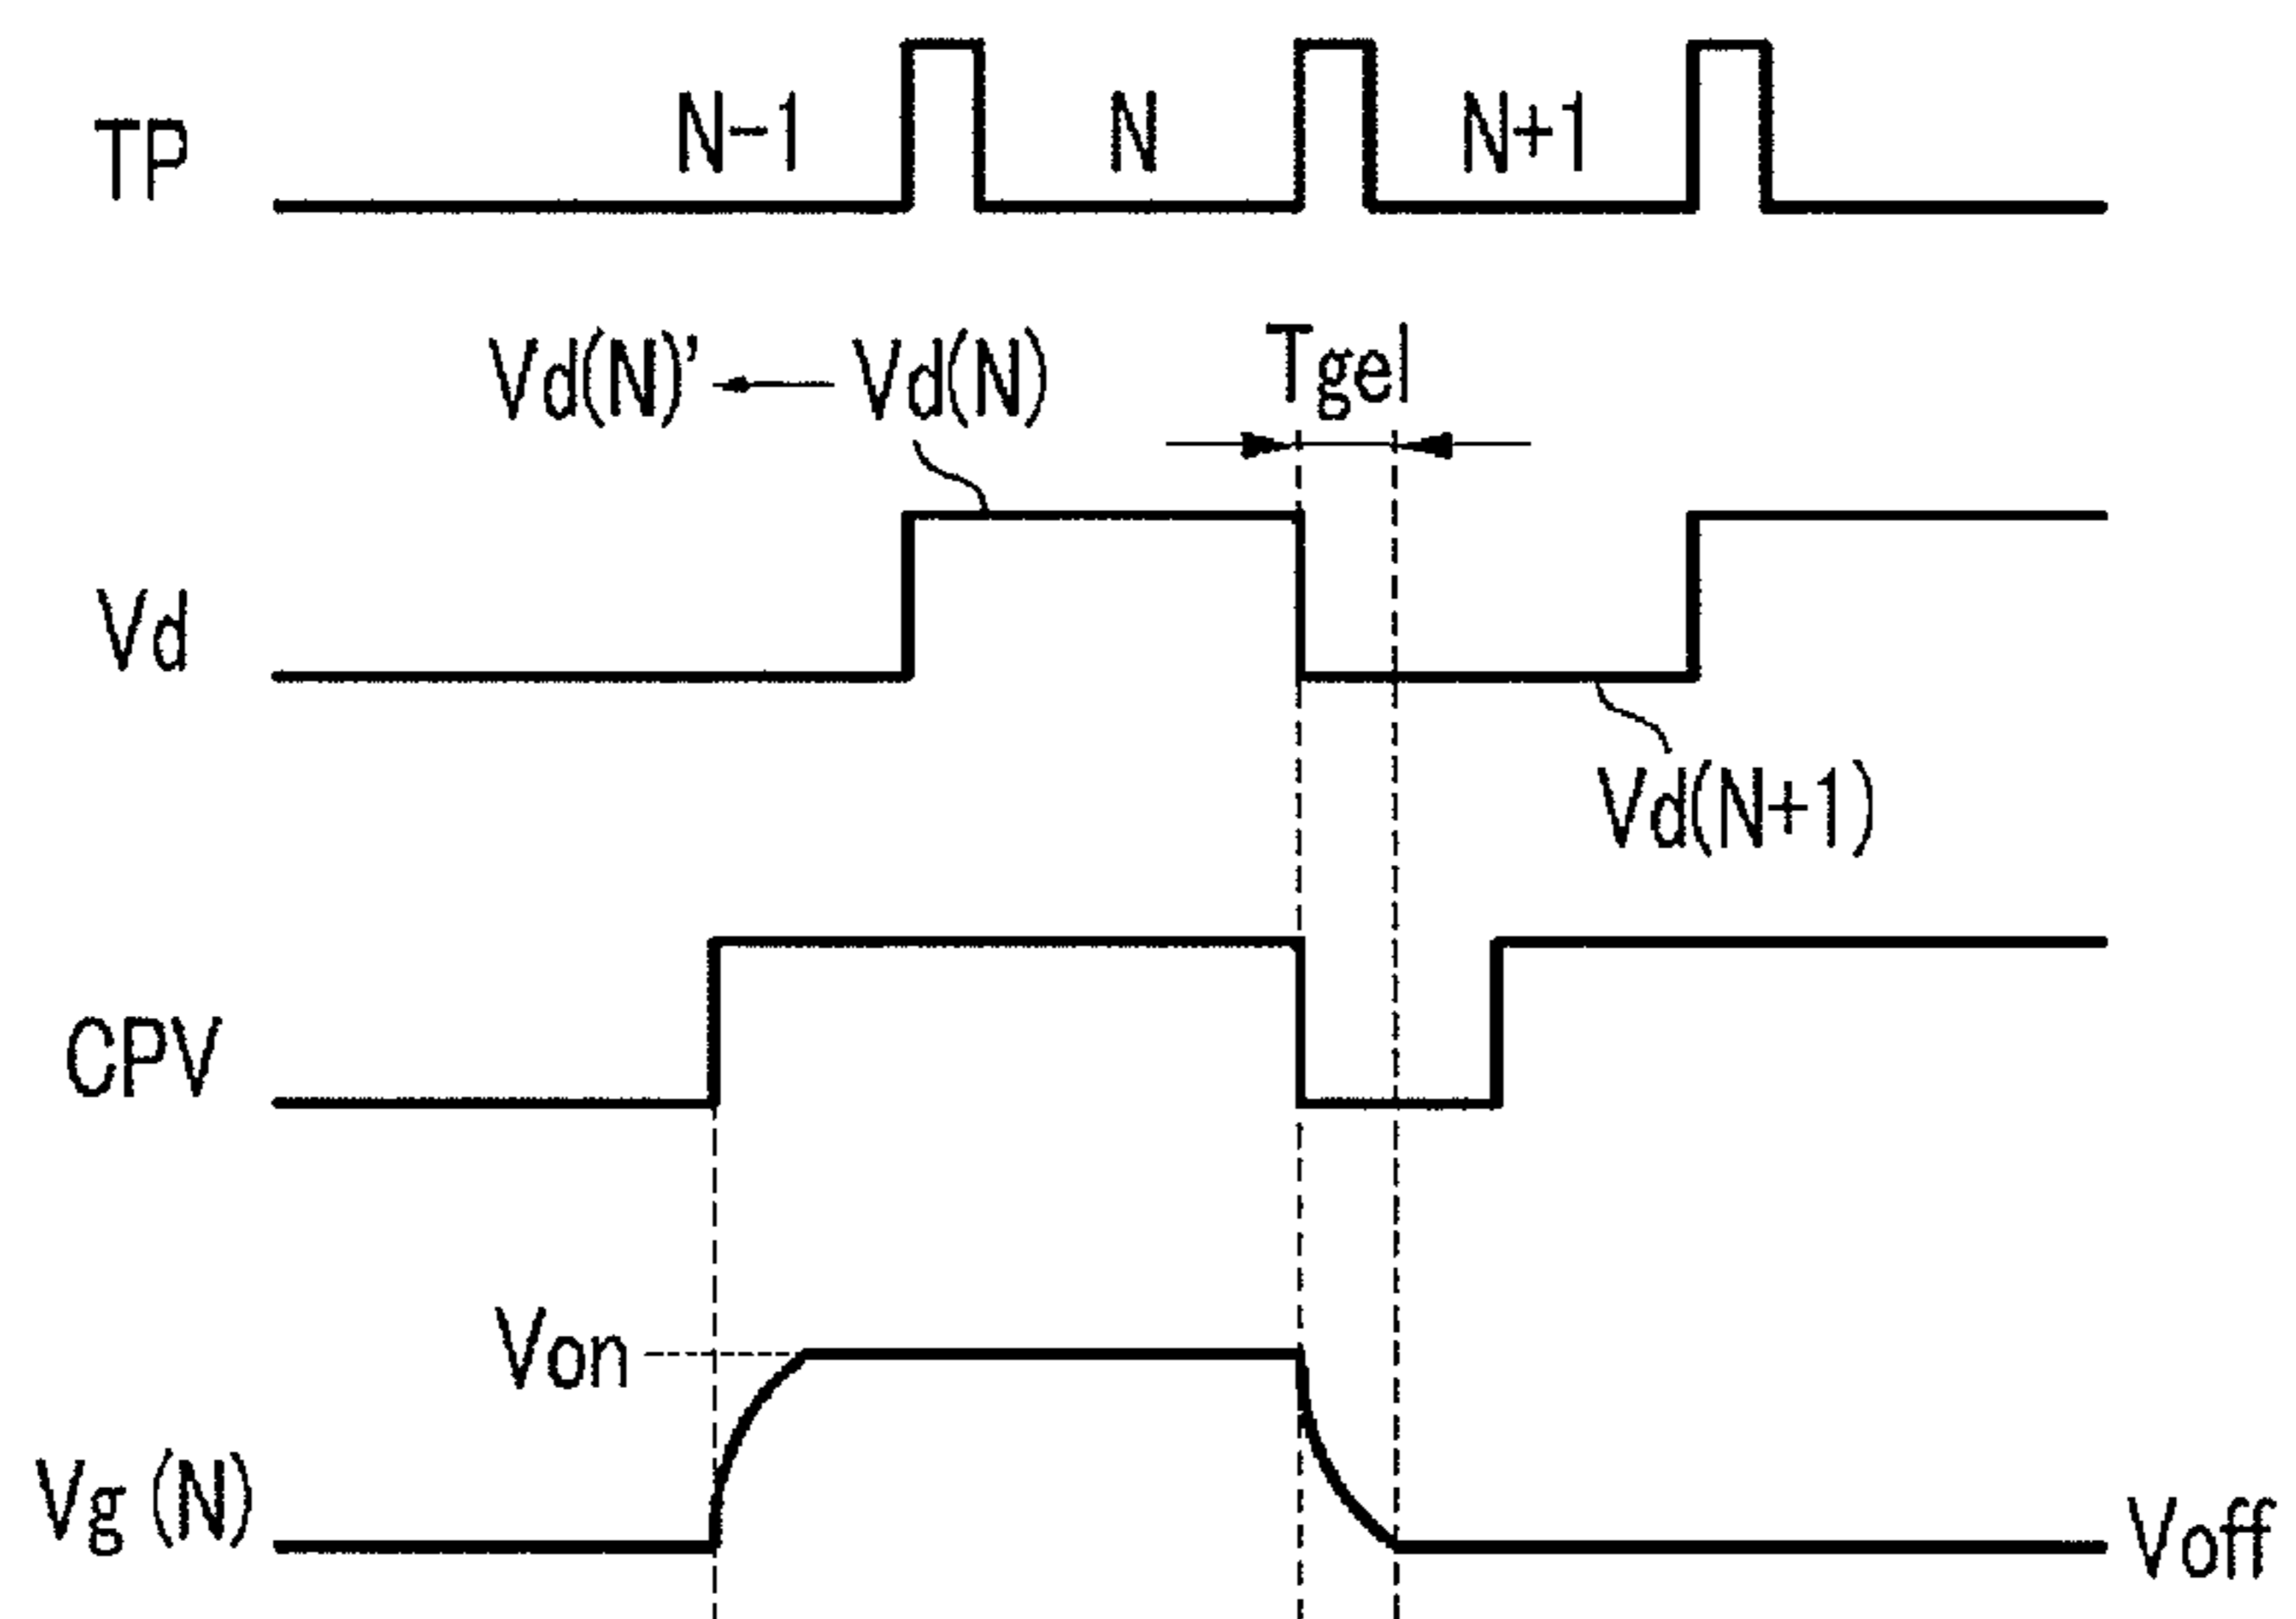 TP
N-1
N
N+1
Vd(N)'
Vd(N)
Tgel
Vd
Vd(N+1)
CPV
Von
Vg (N)
Voff